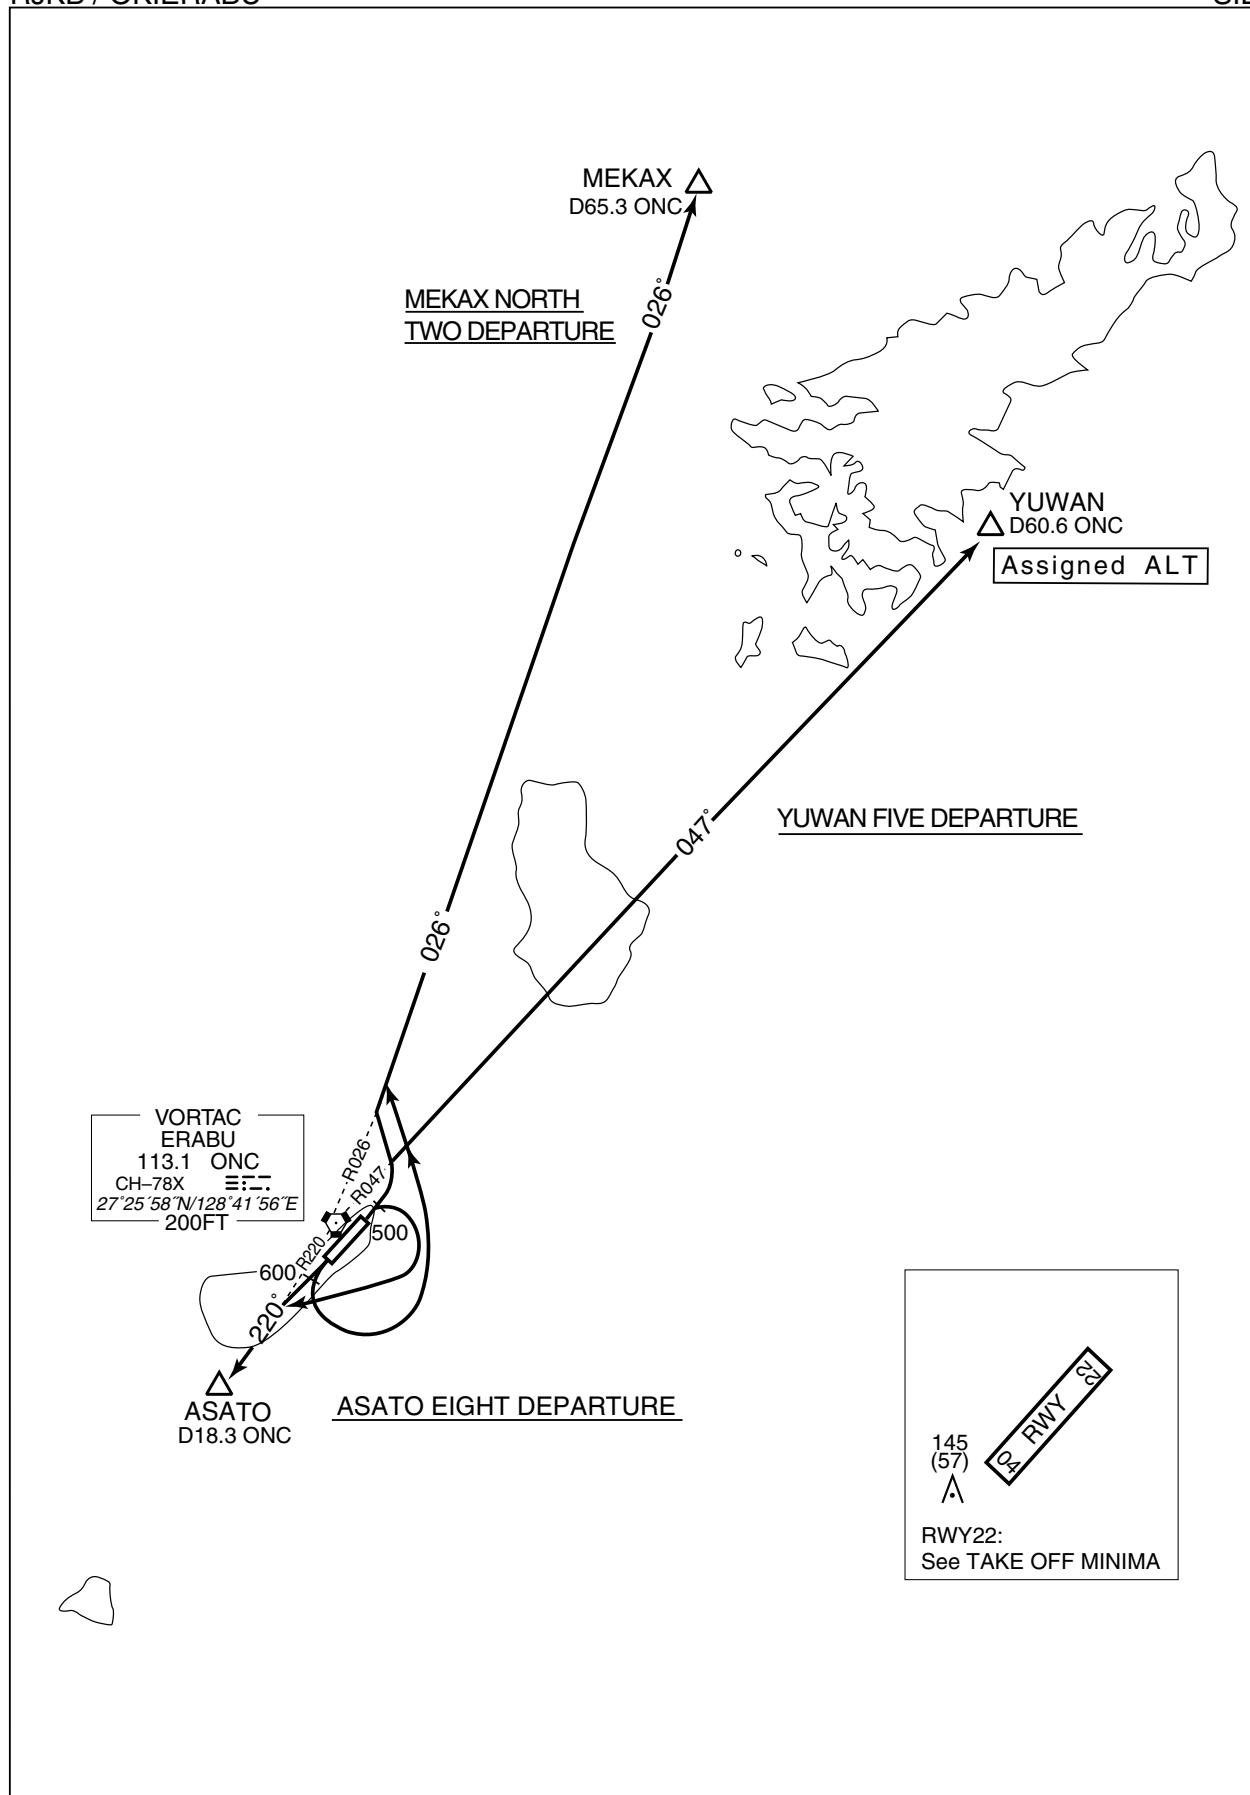 MEKAX
D65.3 ONC
MEKAX NORTH
TWO DEPARTURE
026°
YUWAN
D60.6 ONC
Assigned ALT
047°
YUWAN FIVE DEPARTURE
026°
VORTAC
ERABU
113.1 ONC
CH–78X
27°25´58˝N/128°41´56˝E
200FT
R026
R047
R220
500
600
220°
ASATO
D18.3 ONC
ASATO EIGHT DEPARTURE
22
RWY
04
145
(57)
RWY22:
See TAKE OFF MINIMA